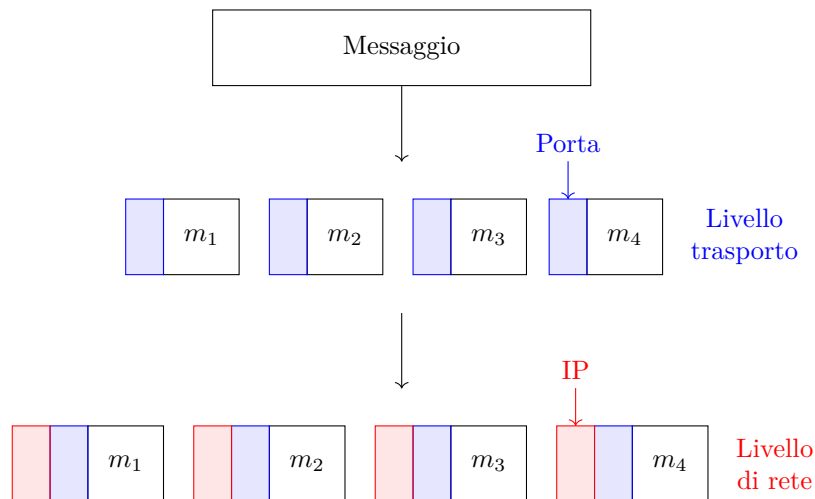 Messaggio
Porta
m₁ m₂ m₃ m₄
Livello
trasporto
IP
m₁ m₂ m₃ m₄
Livello
di rete